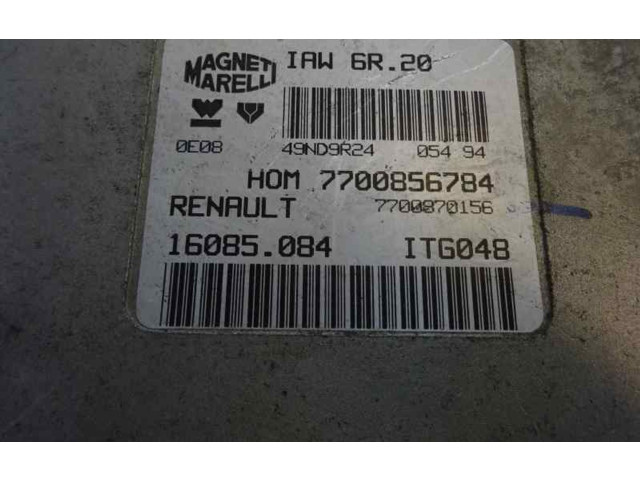 MAGNETI MARELLI IAW 6R.20
0E08 49ND9R24 054 94
HOM 7700856784
RENAULT 7700870156
16085.084 ITG048